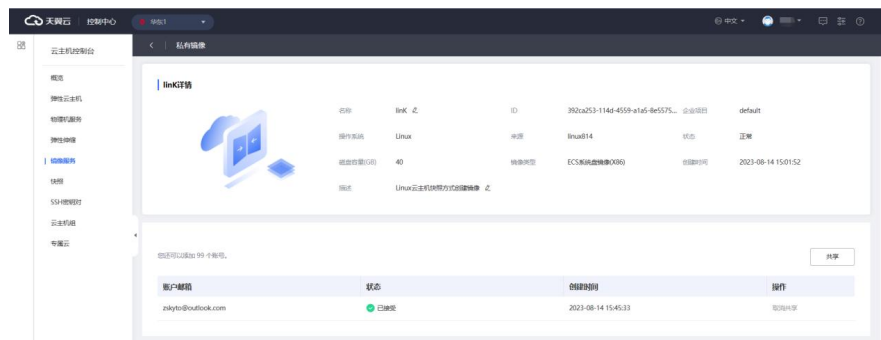 天翼云 控制中心 华东1 中文
云主机控制台
私有镜像
概览
弹性云主机
物理机服务
弹性伸缩
镜像服务
快照
SSH密钥对
云主机组
专属云
linK详情
名称 linK ID 392ca253-114d-4559-a1a5-8e5575... 企业项目 default
操作系统 Linux 来源 linux814 状态 正常
磁盘容量(GB) 40 镜像类型 ECS系统盘镜像(X86) 创建时间 2023-08-14 15:01:52
描述 Linux云主机快照方式创建镜像
您还可以添加 99 个账号。 共享
账户邮箱 状态 创建时间 操作
zskyto@outlook.com 已接受 2023-08-14 15:45:33 取消共享